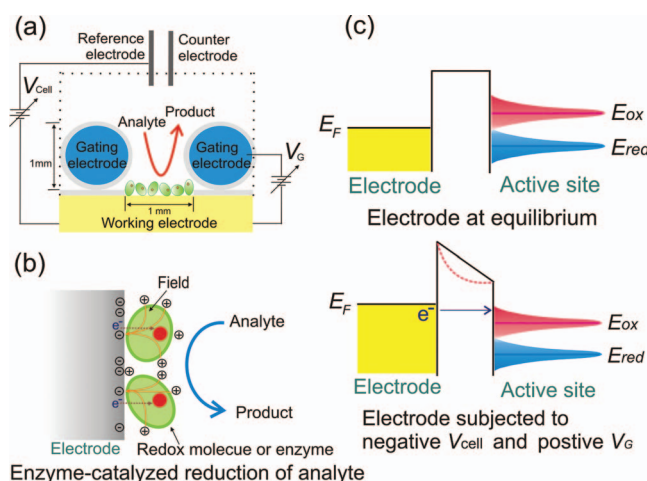 (a)
Reference
electrode
Counter
electrode
VCell
Product
Analyte
Gating
electrode
Gating
electrode
VG
1mm
1 mm
Working electrode
(b)
Field
⊖ ⊕
e-
Analyte
e-
Product
Electrode
Redox molecue or enzyme
Enzyme-catalyzed reduction of analyte
(c)
EF
Eox
Ered
Electrode
Active site
Electrode at equilibrium
EF
e-
Eox
Ered
Electrode
Active site
Electrode subjected to
negative Vcell and postive VG